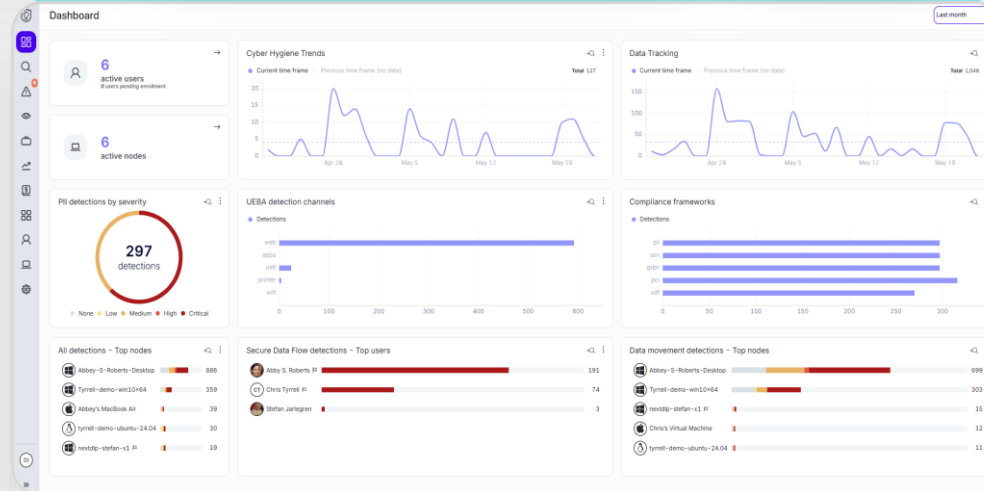 Dashboard
Last month
6
active users
8 users pending enrollment
6
active nodes
Cyber Hygiene Trends
Current time frame
Previous time frame (no data)
Total 127
20
15
10
5
0
Apr 28
May 5
May 12
May 19
Data Tracking
Current time frame
Previous time frame (no data)
Total 1,046
150
100
50
0
Apr 28
May 5
May 12
May 19
PII detections by severity
297
detections
None
Low
Medium
High
Critical
UEBA detection channels
Detections
web
apps
usb
printer
wifi
0
100
200
300
400
500
600
Compliance frameworks
Detections
pii
ssn
gdpr
pci
0
50
100
150
200
250
300
All detections - Top nodes
Abbey-S-Roberts-Desktop
886
Tyrrell-demo-win10+64
359
Abbey's MacBook Air
39
tyrrell-demo-ubuntu-24.04
30
nextdlp-stefan-x1
19
Secure Data Flow detections - Top users
Abby S. Roberts
191
CT
Chris Tyrrell
74
Stefan Jarlegren
3
Data movement detections - Top nodes
Abbey-S-Roberts-Desktop
699
Tyrrell-demo-win10+64
303
nextdlp-stefan-x1
15
Chris's Virtual Machine
12
tyrrell-demo-ubuntu-24.04
11